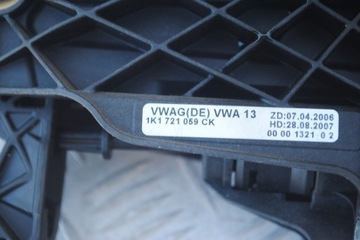 VWAG(DE) VWA 13
1K1 721 059 CK
ZD:07.04.2006
HD:28.08.2007
00 00 1321 0 2